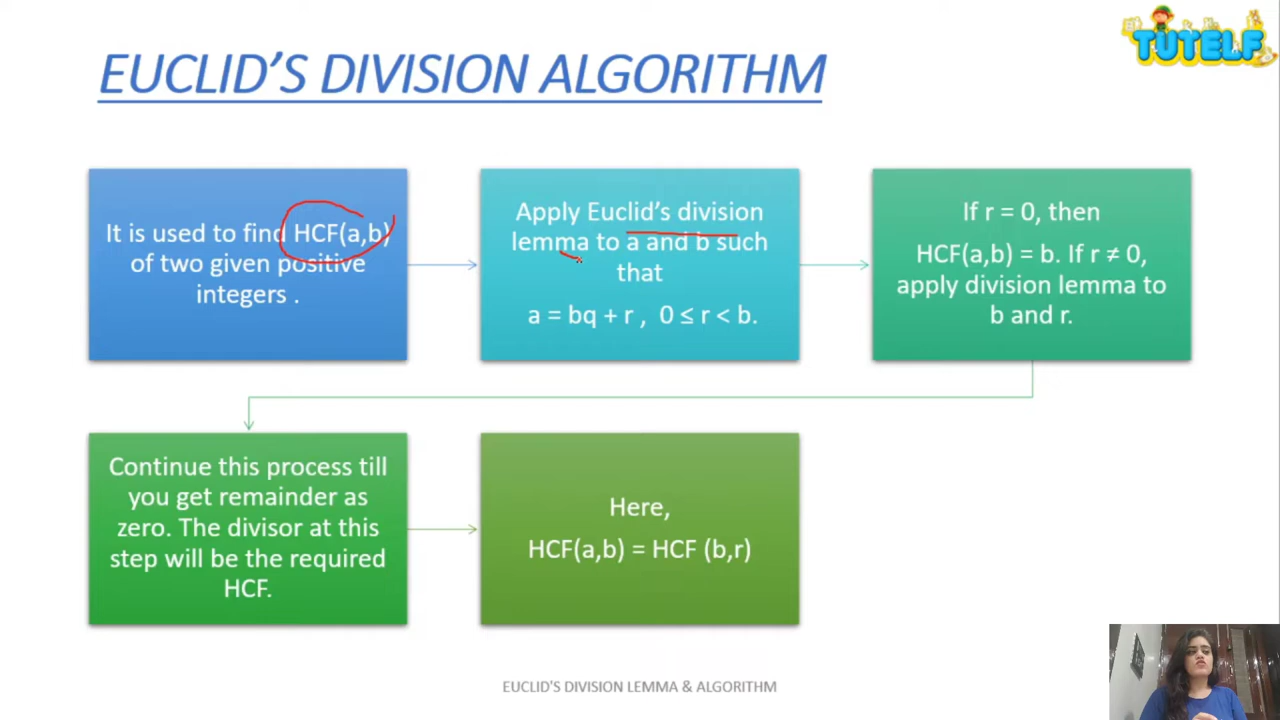 TUTELF
EUCLID'S DIVISION ALGORITHM
It is used to find HCF(a,b)
of two given positive
integers .
Apply Euclid's division
lemma to a and b such
that
a = bq + r , 0 ≤ r < b.
If r = 0, then
HCF(a,b) = b. If r ≠ 0,
apply division lemma to
b and r.
Continue this process till
you get remainder as
zero. The divisor at this
step will be the required
HCF.
Here,
HCF(a,b) = HCF (b,r)
EUCLID'S DIVISION LEMMA & ALGORITHM